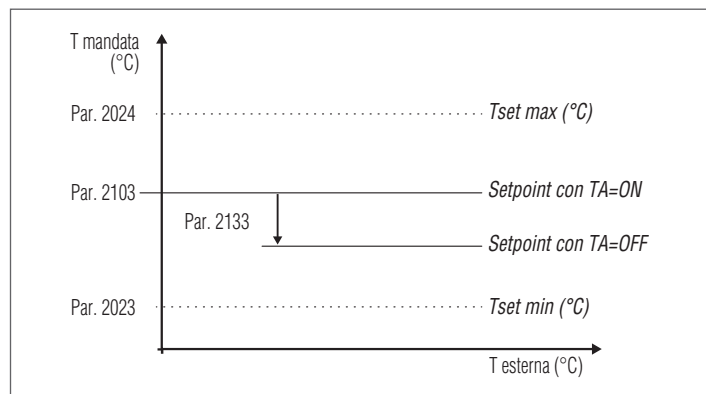 T mandata
(°C)
Par. 2024
Tset max (°C)
Par. 2103
Setpoint con TA=ON
Par. 2133
Setpoint con TA=OFF
Par. 2023
Tset min (°C)
T esterna (°C)